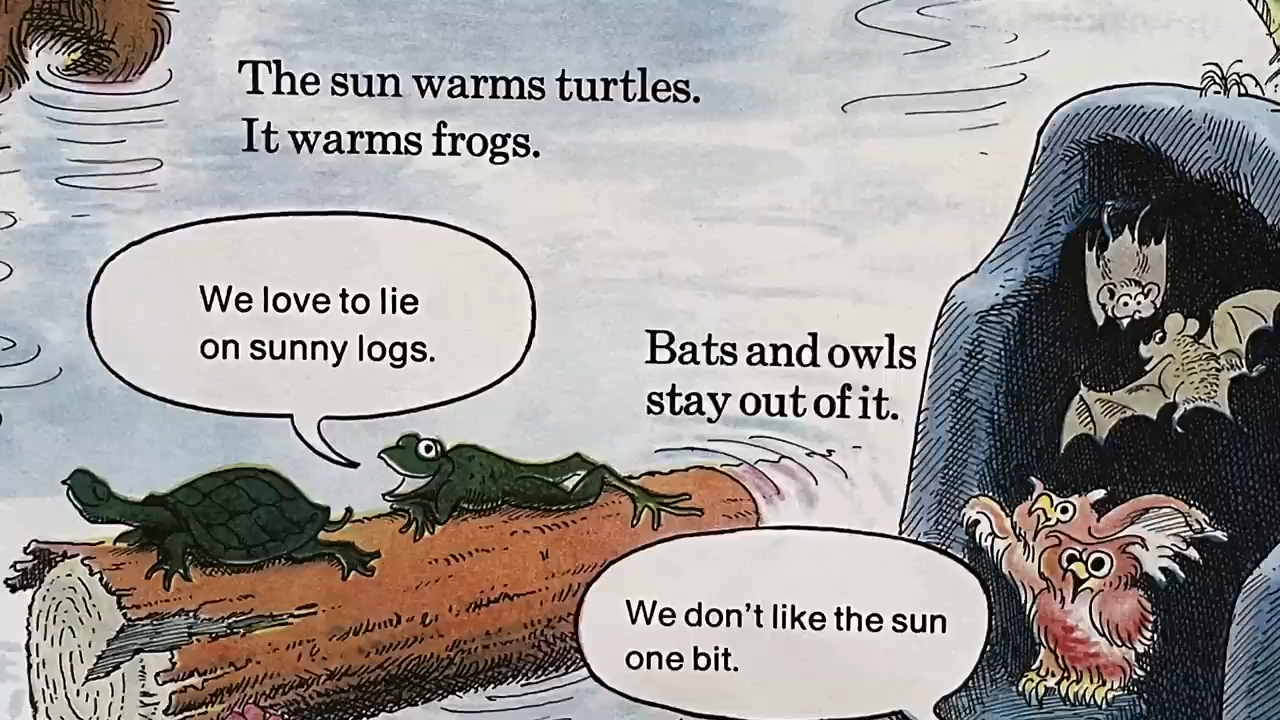 The sun warms turtles.
It warms frogs.
We love to lie
on sunny logs.
Bats and owls
stay out of it.
We don't like the sun
one bit.